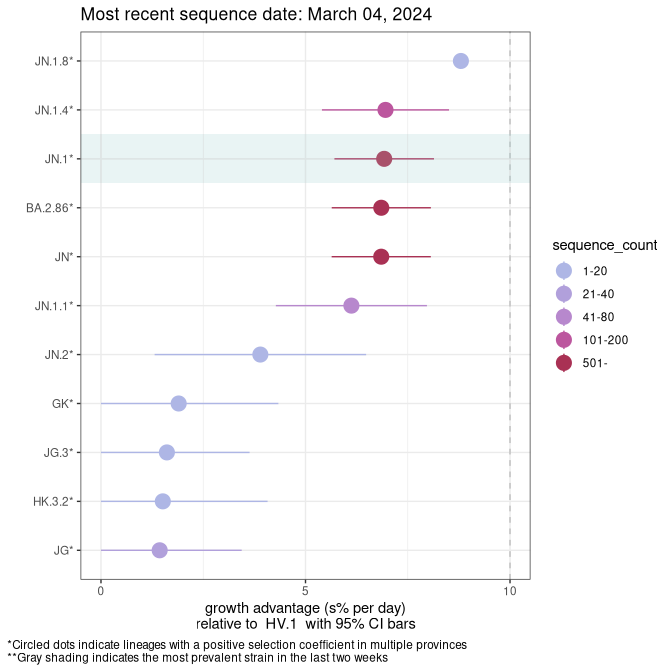 Most recent sequence date: March 04, 2024
JN.1.8*
JN.1.4*
JN.1*
BA.2.86*
JN*
JN.1.1*
JN.2*
GK*
JG.3*
HK.3.2*
JG*
0
5
10
growth advantage (s% per day)
relative to  HV.1  with 95% CI bars
sequence_count
1-20
21-40
41-80
101-200
501-
*Circled dots indicate lineages with a positive selection coefficient in multiple provinces
**Gray shading indicates the most prevalent strain in the last two weeks